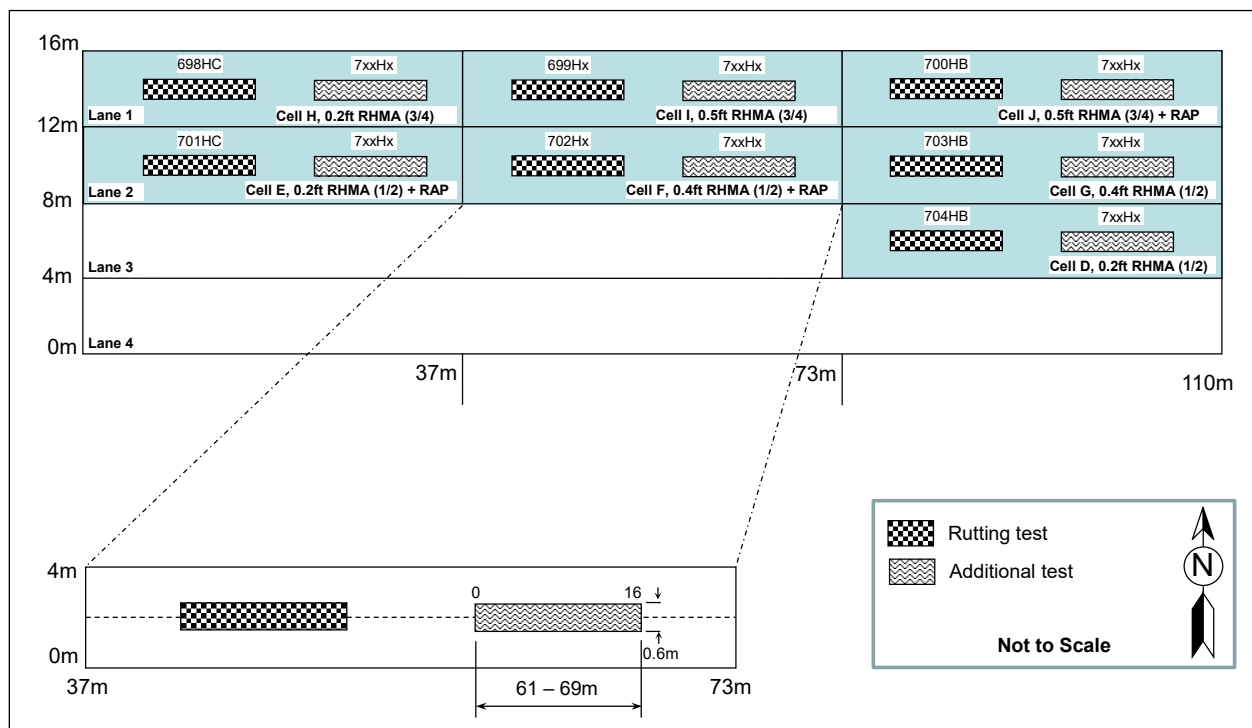 16m
698HC 7xxHx 699Hx 7xxHx 700HB 7xxHx
Lane 1 Cell H, 0.2ft RHMA (3/4) Cell I, 0.5ft RHMA (3/4) Cell J, 0.5ft RHMA (3/4) + RAP
12m
701HC 7xxHx 702Hx 7xxHx 703HB 7xxHx
Lane 2 Cell E, 0.2ft RHMA (1/2) + RAP Cell F, 0.4ft RHMA (1/2) + RAP Cell G, 0.4ft RHMA (1/2)
8m
704HB 7xxHx
Lane 3 Cell D, 0.2ft RHMA (1/2)
4m
Lane 4
0m
37m 73m 110m
4m
0 16
0.6m
0m
37m 61 – 69m 73m
Rutting test
Additional test
N
Not to Scale